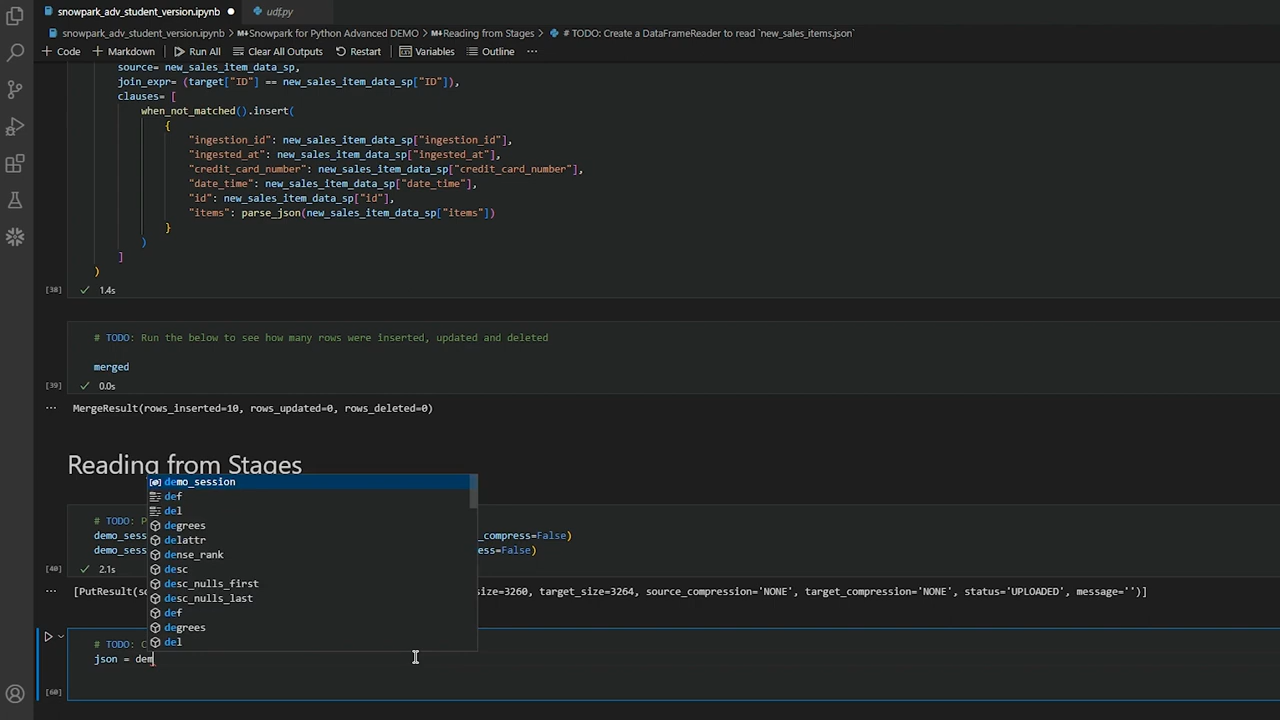 snowpark_adv_student_version.ipynb
udf.py
snowpark_adv_student_version.ipynb > M↓Snowpark for Python Advanced DEMO > M↓Reading from Stages > # TODO: Create a DataFrameReader to read `new_sales_items.json`
+ Code + Markdown Run All Clear All Outputs Restart Variables Outline ...
source= new_sales_item_data_sp,
join_expr= (target["ID"] == new_sales_item_data_sp["ID"]),
clauses= [
when_not_matched().insert(
{
"ingestion_id": new_sales_item_data_sp["ingestion_id"],
"ingested_at": new_sales_item_data_sp["ingested_at"],
"credit_card_number": new_sales_item_data_sp["credit_card_number"],
"date_time": new_sales_item_data_sp["date_time"],
"id": new_sales_item_data_sp["id"],
"items": parse_json(new_sales_item_data_sp["items"])
}
)
]
)
[38] 1.4s
# TODO: Run the below to see how many rows were inserted, updated and deleted
merged
[39] 0.0s
... MergeResult(rows_inserted=10, rows_updated=0, rows_deleted=0)
Reading from Stages
demo_session
def
del
degrees
delattr
dense_rank
desc
desc_nulls_first
desc_nulls_last
def
degrees
del
# TODO: P
demo_sess _compress=False)
demo_sess ess=False)
[40] 2.1s
... [PutResult(so size=3260, target_size=3264, source_compression='NONE', target_compression='NONE', status='UPLOADED', message='')]
# TODO: C
json = dem
[60]